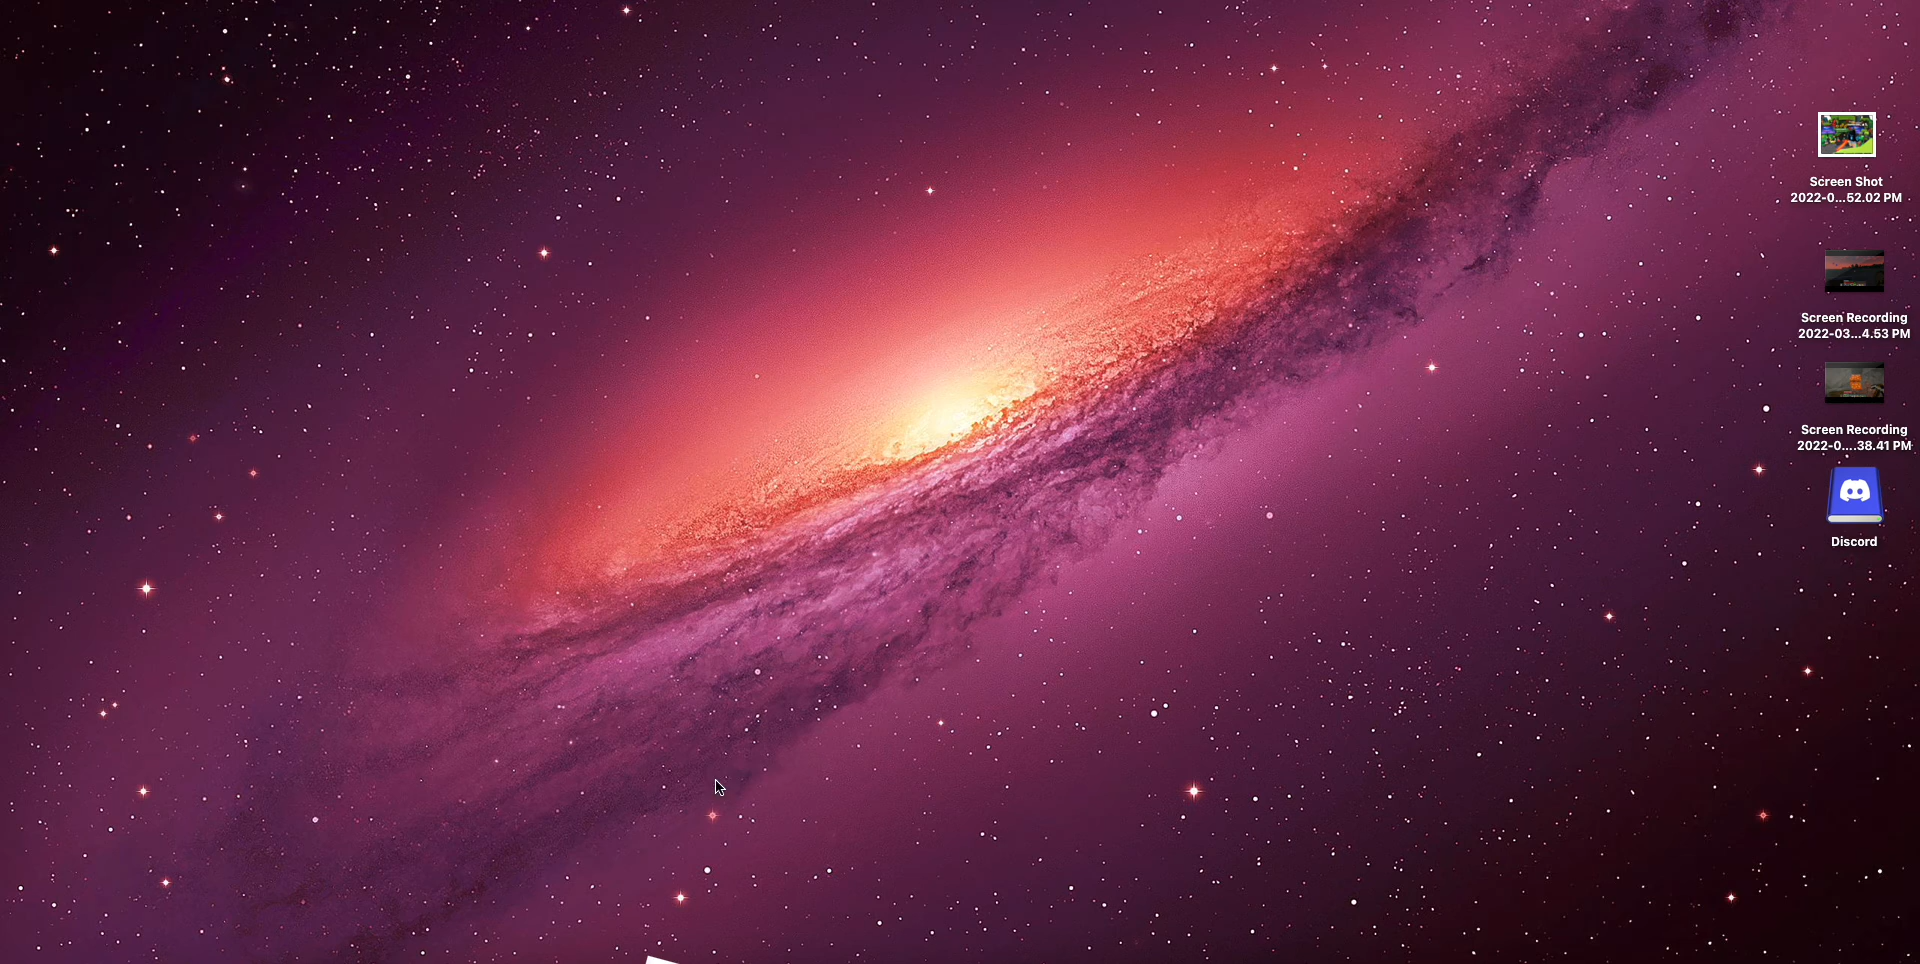 Screen Shot
2022-0...52.02 PM
Screen Recording
2022-03...4.53 PM
Screen Recording
2022-0....38.41 PM
Discord